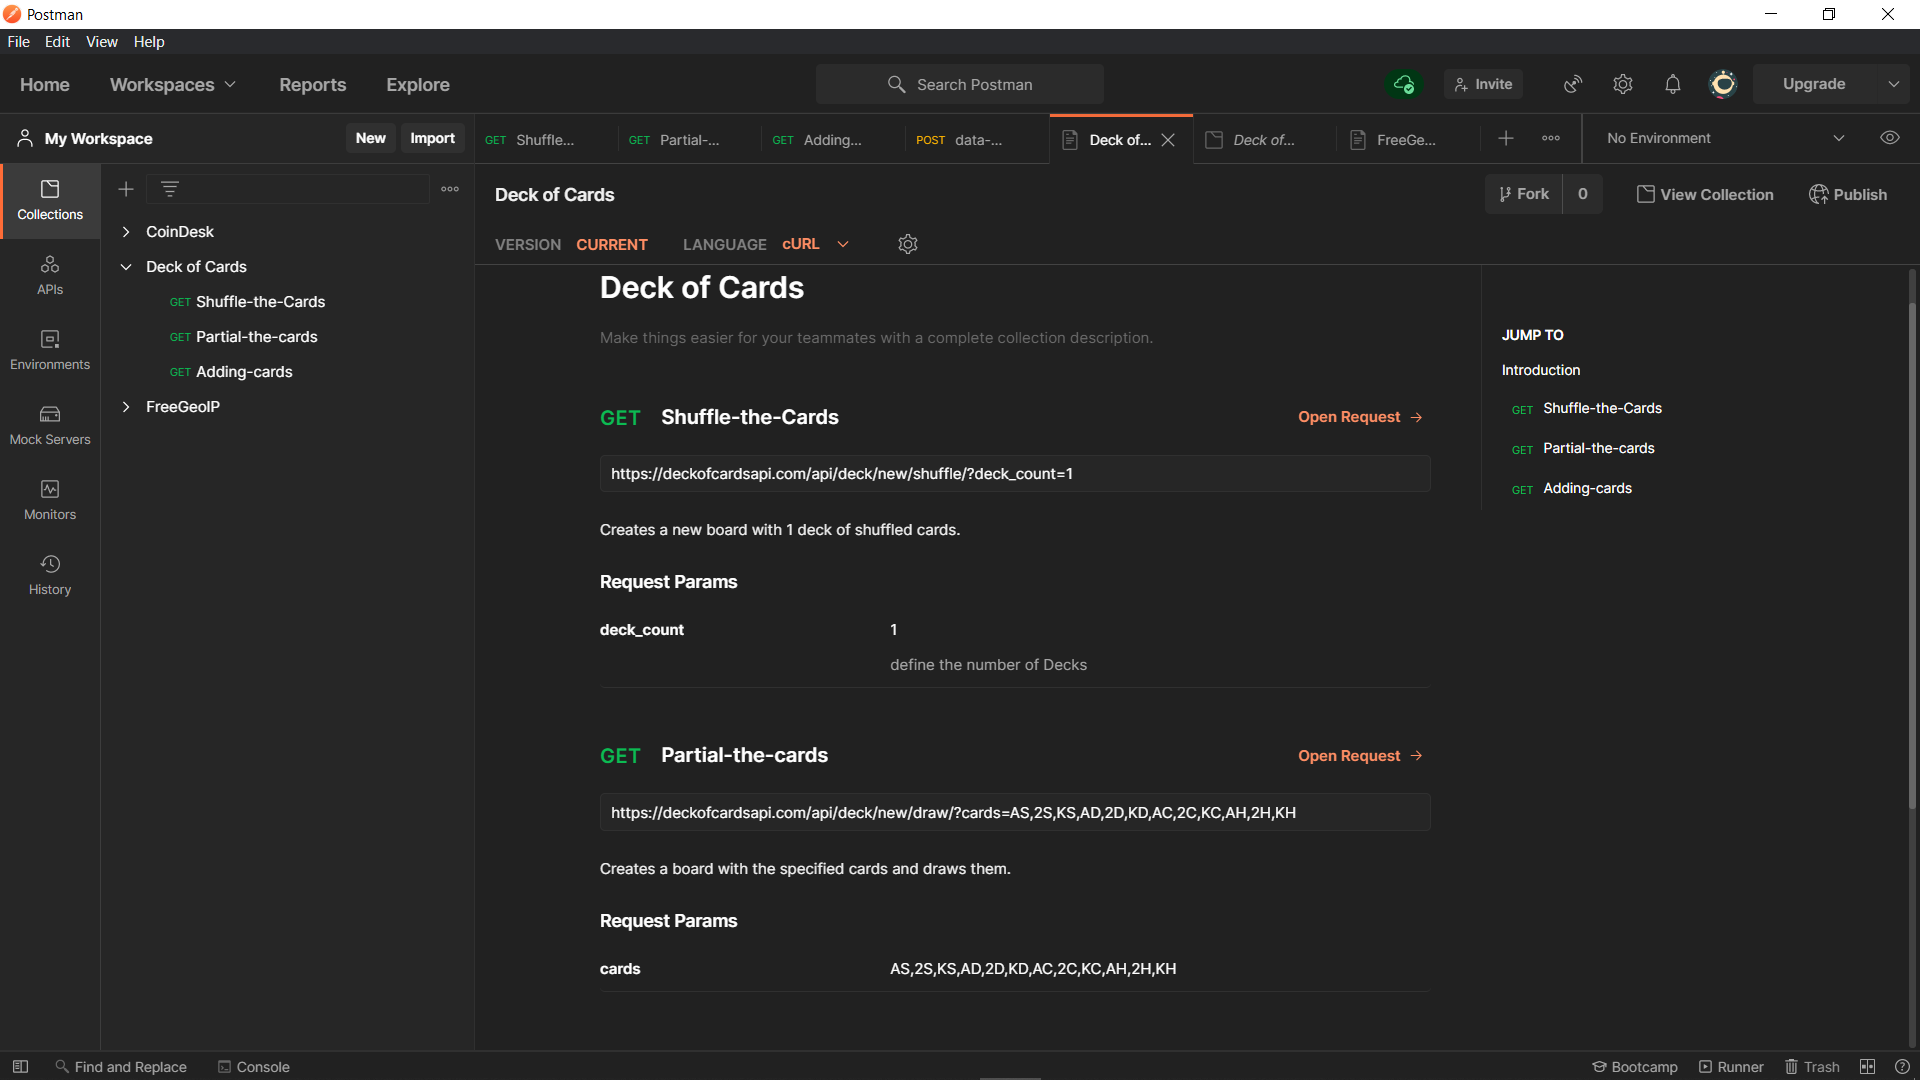 Postman
File Edit View Help
Home Workspaces Reports Explore Search Postman Invite Upgrade
My Workspace New Import GET Shuffle... GET Partial-... GET Adding... POST data-... Deck of... Deck of... FreeGe... No Environment
Collections
APIs
Environments
Mock Servers
Monitors
History
CoinDesk
Deck of Cards
GET Shuffle-the-Cards
GET Partial-the-cards
GET Adding-cards
FreeGeoIP
Deck of Cards Fork 0 View Collection Publish
VERSION CURRENT LANGUAGE cURL
Deck of Cards
Make things easier for your teammates with a complete collection description.
GET Shuffle-the-Cards Open Request →
https://deckofcardsapi.com/api/deck/new/shuffle/?deck_count=1
Creates a new board with 1 deck of shuffled cards.
Request Params
deck_count 1
define the number of Decks
GET Partial-the-cards Open Request →
https://deckofcardsapi.com/api/deck/new/draw/?cards=AS,2S,KS,AD,2D,KD,AC,2C,KC,AH,2H,KH
Creates a board with the specified cards and draws them.
Request Params
cards AS,2S,KS,AD,2D,KD,AC,2C,KC,AH,2H,KH
JUMP TO
Introduction
GET Shuffle-the-Cards
GET Partial-the-cards
GET Adding-cards
Find and Replace Console Bootcamp Runner Trash